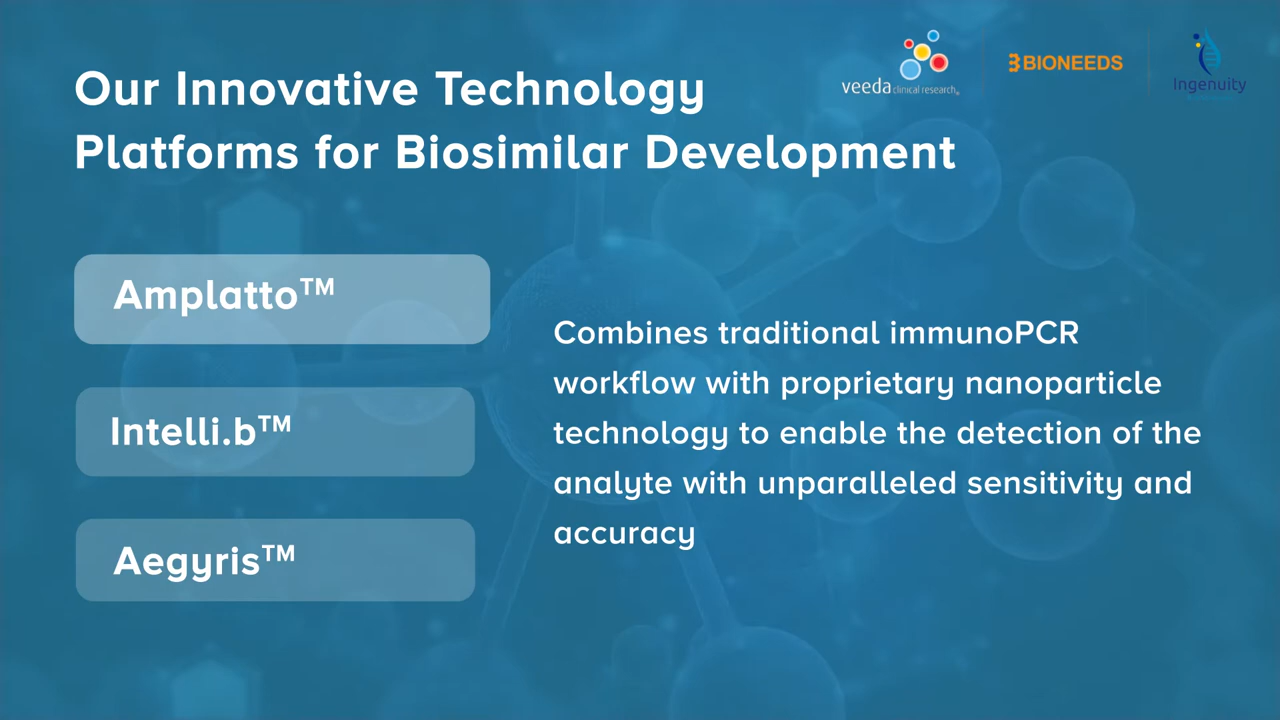 Our Innovative Technology
Platforms for Biosimilar Development
veeda clinical research
BIONEEDS
Ingenuity
Amplatto™
Intelli.b™
Aegyris™
Combines traditional immunoPCR
workflow with proprietary nanoparticle
technology to enable the detection of the
analyte with unparalleled sensitivity and
accuracy